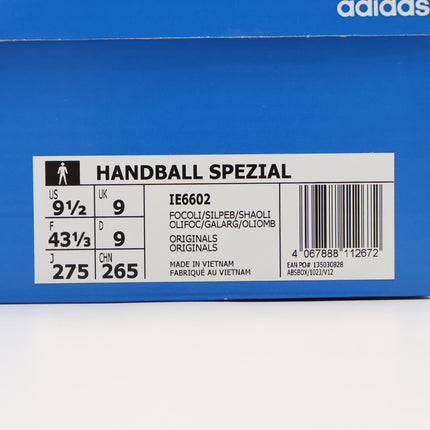 adidas
HANDBALL SPEZIAL
US 9½ UK 9
F 43⅓ D 9
J 275 CHN 265
IE6602
FOCOLI/SILPEB/SHAOLI
OLIFOC/GALARG/OLIOMB
ORIGINALS
ORIGINALS
MADE IN VIETNAM
FABRIQUÉ AU VIETNAM
4 067888 112672
EAN PO# 135030828
ABSBOX/1023/V12